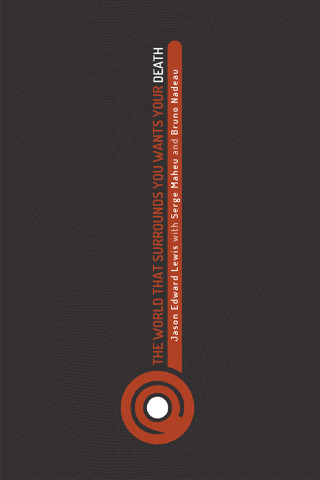 THE WORLD THAT SURROUNDS YOU WANTS YOUR DEATH
Jason Edward Lewis with Serge Maheu and Bruno Nadeau